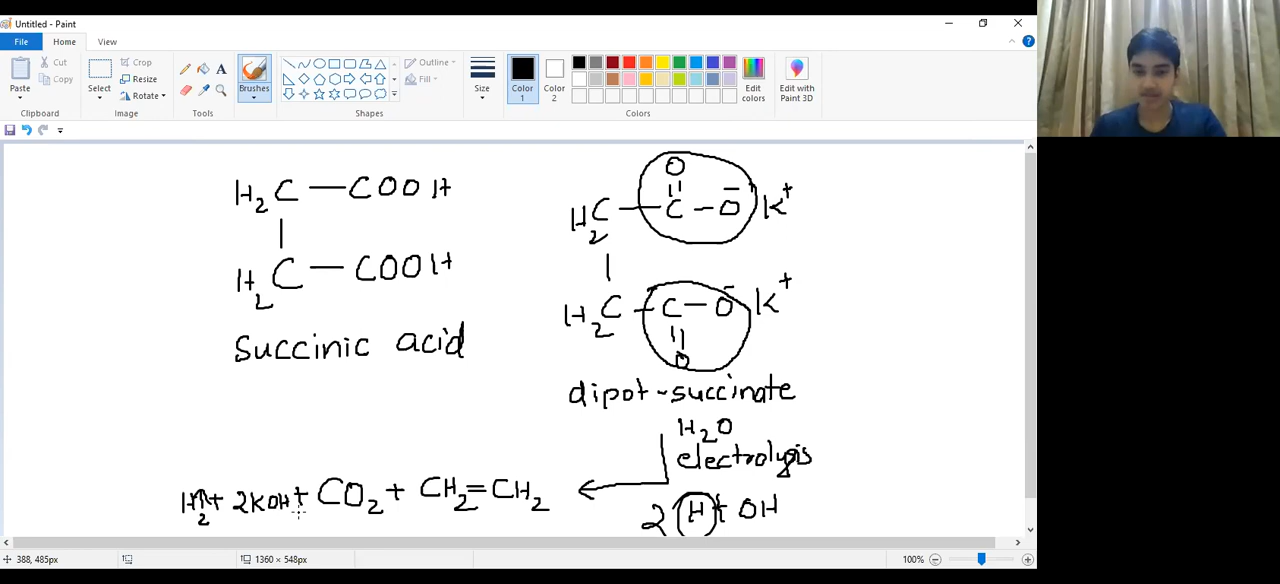 Untitled - Paint
File Home View
Paste
Cut
Copy
Clipboard
Select
Crop
Resize
Rotate
Image
A
Tools
Brushes
Outline
Fill
Shapes
Size
Color 1
Color 2
Edit colors
Edit with Paint 3D
Colors
H2C — COOH
|
H2C — COOH
succinic acid
O
||
H2C — C — O⁻ K⁺
|
H2C — C — O⁻ K⁺
||
O
dipot-succinate
H2O
electrolysis
H2↑ + 2KOH + CO2 + CH2=CH2 ←
2 H + OH
388, 485px
1360 × 548px
100%